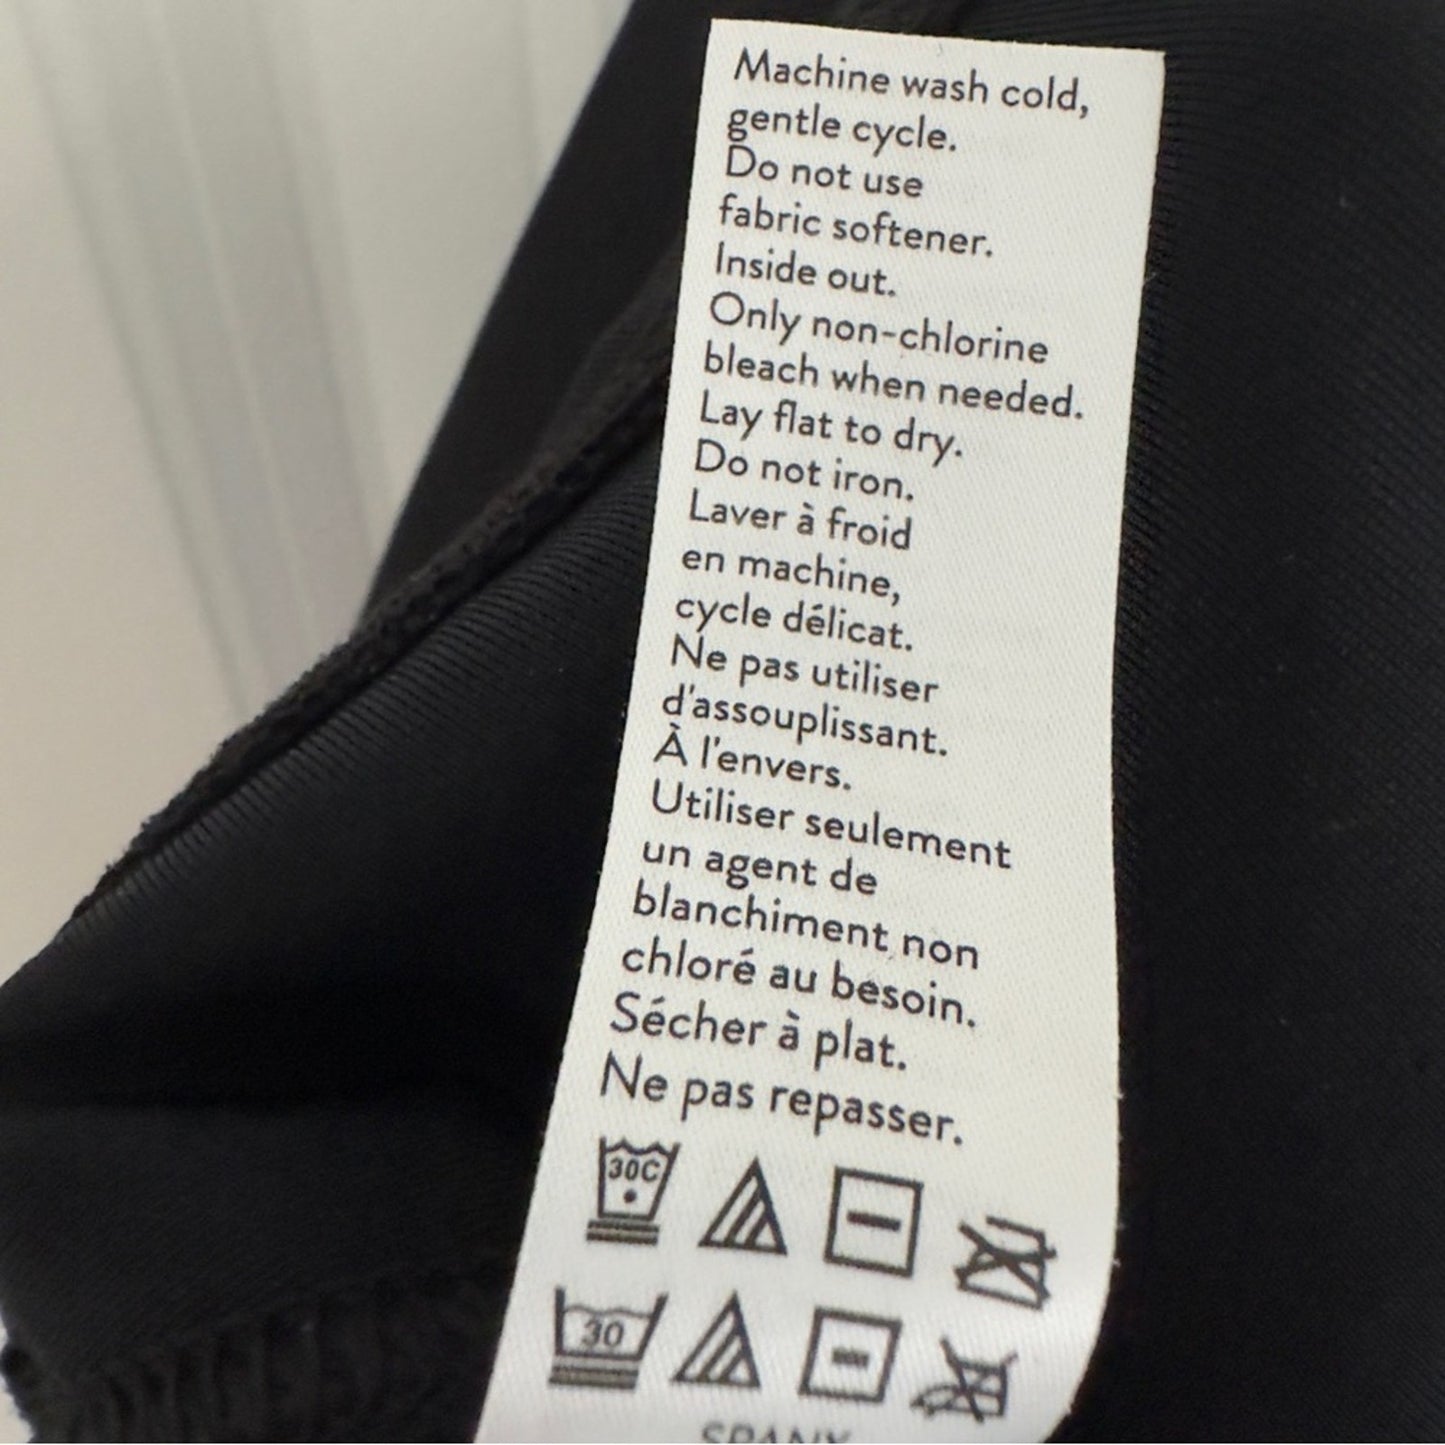 Machine wash cold,
gentle cycle.
Do not use
fabric softener.
Inside out.
Only non-chlorine
bleach when needed.
Lay flat to dry.
Do not iron.
Laver à froid
en machine,
cycle délicat.
Ne pas utiliser
d'assouplissant.
À l'envers.
Utiliser seulement
un agent de
blanchiment non
chloré au besoin.
Sécher à plat.
Ne pas repasser.
30C
30